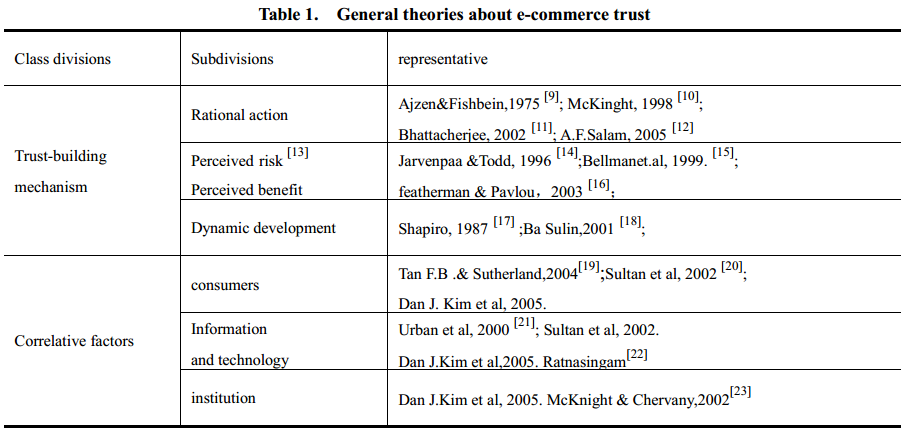 Table 1. General theories about e-commerce trust
Class divisions
Subdivisions
representative
Trust-building
mechanism
Rational action
Ajzen&Fishbein,1975 [9]; McKinght, 1998 [10];
Bhattacherjee, 2002 [11]; A.F.Salam, 2005 [12]
Perceived risk [13]
Perceived benefit
Jarvenpaa &Todd, 1996 [14];Bellmanet.al, 1999. [15];
featherman & Pavlou，2003 [16];
Dynamic development
Shapiro, 1987 [17] ;Ba Sulin,2001 [18];
Correlative factors
consumers
Tan F.B .& Sutherland,2004[19];Sultan et al, 2002 [20];
Dan J. Kim et al, 2005.
Information
and technology
Urban et al, 2000 [21]; Sultan et al, 2002.
Dan J.Kim et al,2005. Ratnasingam[22]
institution
Dan J.Kim et al, 2005. McKnight & Chervany,2002[23]